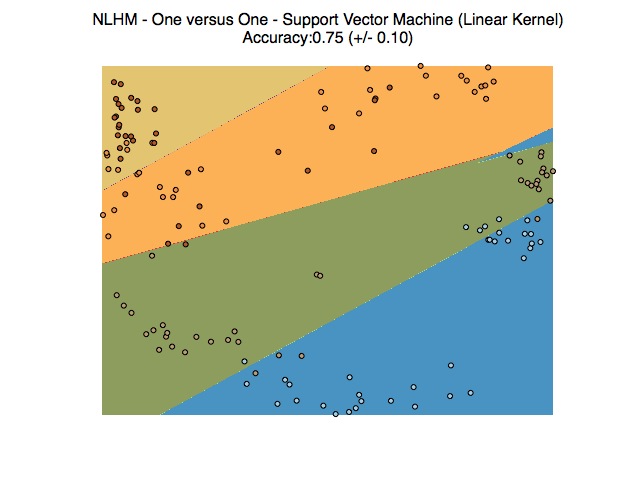 NLHM - One versus One - Support Vector Machine (Linear Kernel)
Accuracy:0.75 (+/- 0.10)